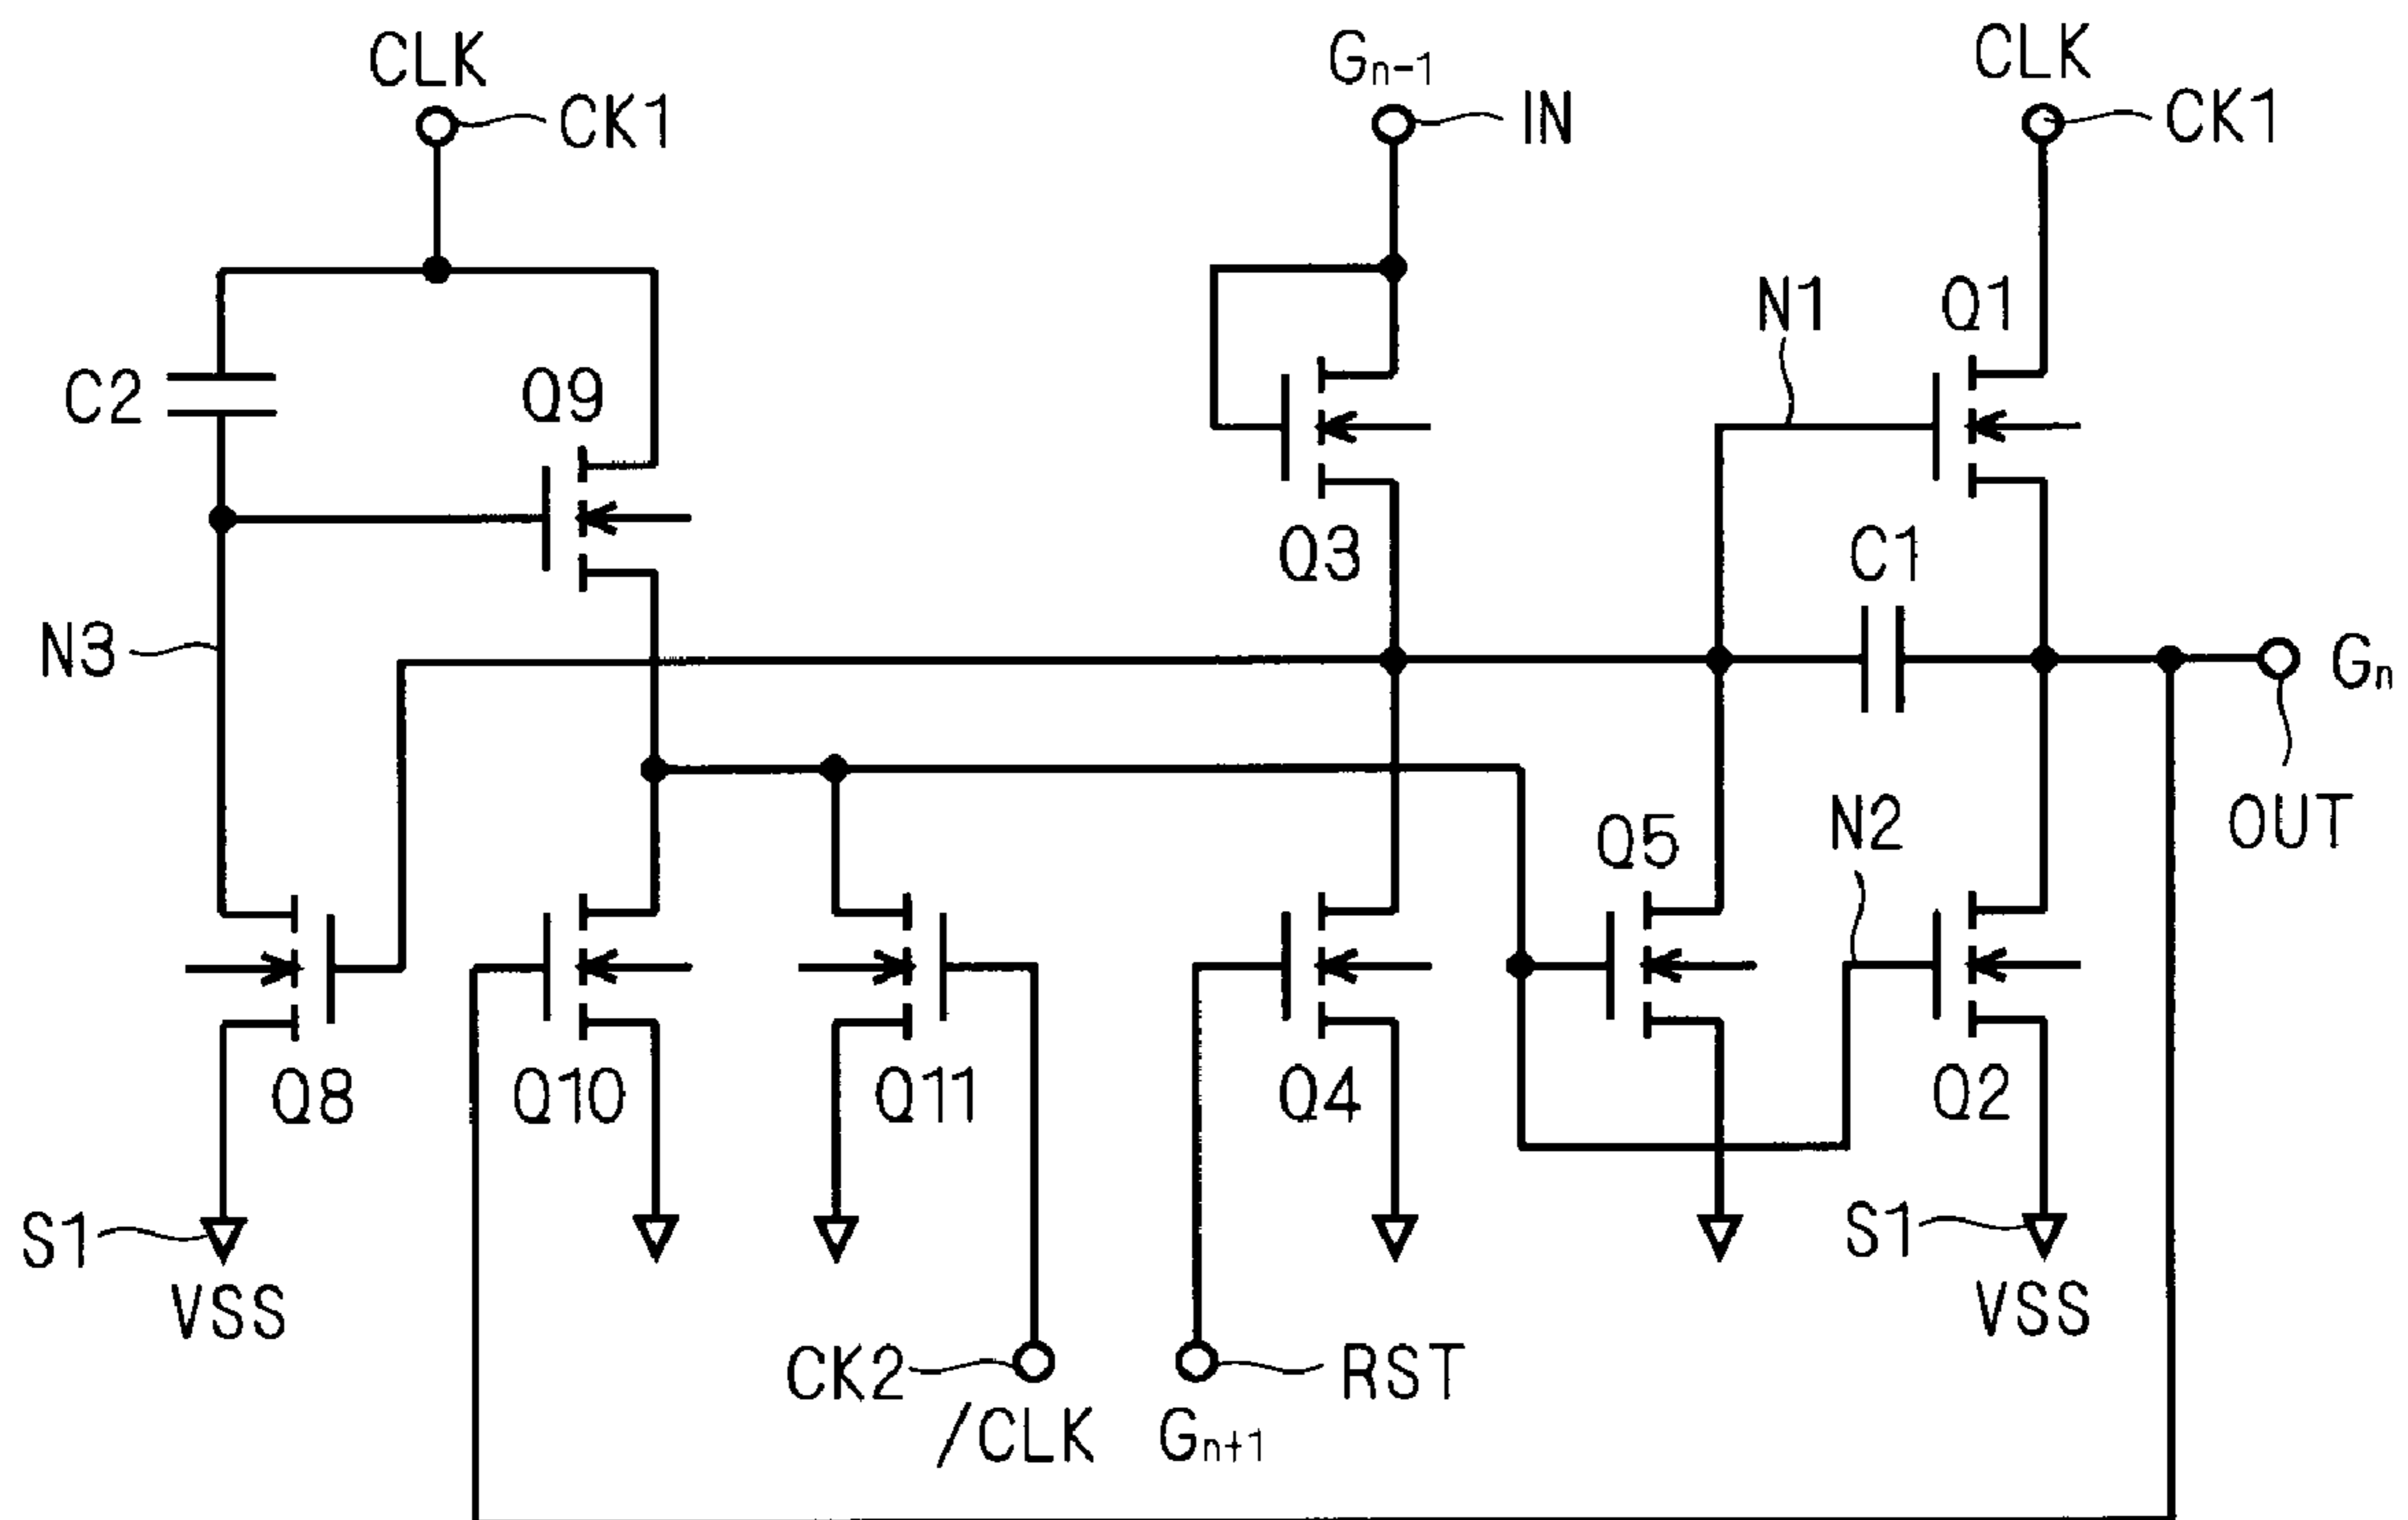 CLK
CK1
Gn-1
IN
CLK
CK1
N1
Q1
C2
Q9
Q3
C1
N3
Gn
OUT
Q5
N2
Q8
Q10
Q11
Q4
Q2
S1
VSS
S1
VSS
CK2
/CLK
RST
Gn+1